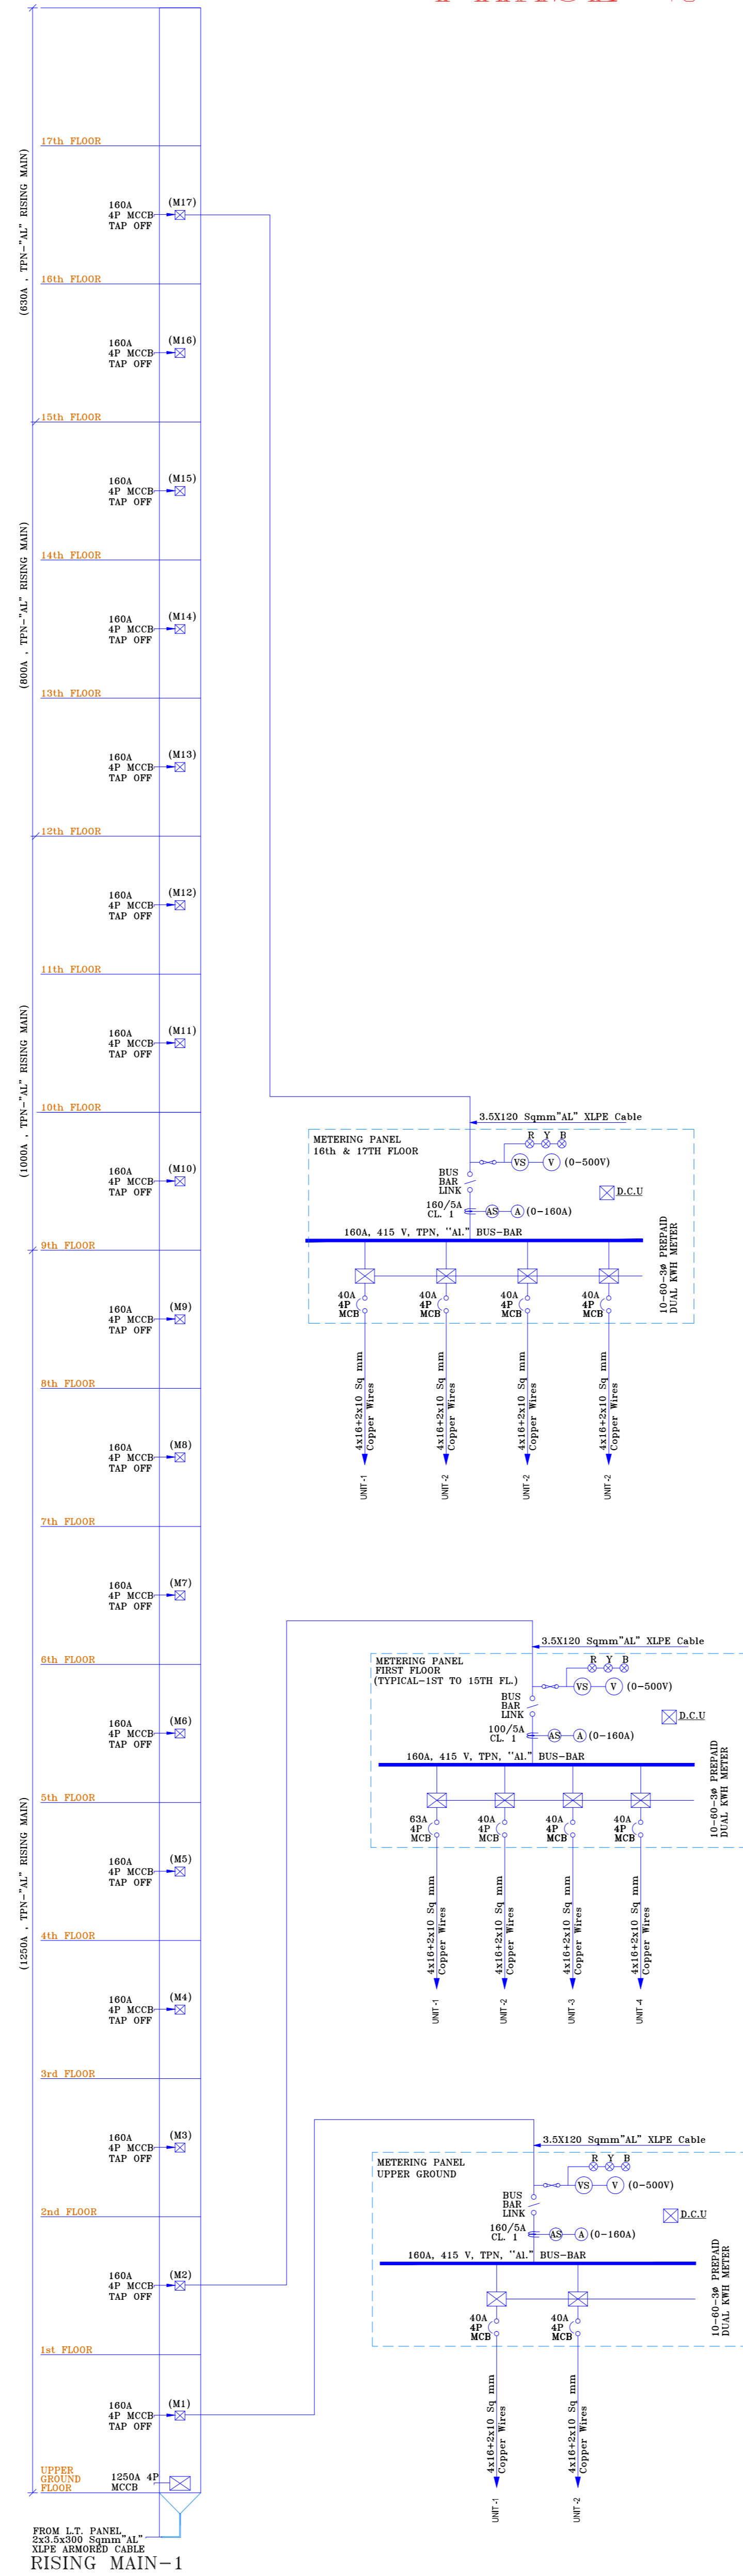 17th FLOOR
(M17)
160A
4P MCCB
TAP OFF
(630A , TPN-"AL" RISING MAIN)
16th FLOOR
(M16)
160A
4P MCCB
TAP OFF
15th FLOOR
(M15)
160A
4P MCCB
TAP OFF
14th FLOOR
(M14)
160A
4P MCCB
TAP OFF
(800A , TPN-"AL" RISING MAIN)
13th FLOOR
(M13)
160A
4P MCCB
TAP OFF
12th FLOOR
(M12)
160A
4P MCCB
TAP OFF
11th FLOOR
(M11)
160A
4P MCCB
TAP OFF
(1000A , TPN-"AL" RISING MAIN)
10th FLOOR
(M10)
160A
4P MCCB
TAP OFF
9th FLOOR
(M9)
160A
4P MCCB
TAP OFF
8th FLOOR
(M8)
160A
4P MCCB
TAP OFF
7th FLOOR
(M7)
160A
4P MCCB
TAP OFF
6th FLOOR
(M6)
160A
4P MCCB
TAP OFF
5th FLOOR
(M5)
160A
4P MCCB
TAP OFF
(1250A , TPN-"AL" RISING MAIN)
4th FLOOR
(M4)
160A
4P MCCB
TAP OFF
3rd FLOOR
(M3)
160A
4P MCCB
TAP OFF
2nd FLOOR
(M2)
160A
4P MCCB
TAP OFF
1st FLOOR
(M1)
160A
4P MCCB
TAP OFF
UPPER
GROUND
FLOOR
1250A 4P
MCCB
FROM L.T. PANEL
2x3.5x300 Sqmm"AL"
XLPE ARMORED CABLE
RISING MAIN-1
3.5X120 Sqmm"AL" XLPE Cable
METERING PANEL
16th & 17TH FLOOR
R Y B
VS V (0-500V)
BUS
BAR
LINK
D.C.U
160/5A
CL. 1
AS A (0-160A)
160A, 415 V, TPN, "Al." BUS-BAR
10-60-3ø PREPAID
DUAL KWH METER
40A
4P
MCB
40A
4P
MCB
40A
4P
MCB
40A
4P
MCB
4x16+2x10 Sq mm
Copper Wires
4x16+2x10 Sq mm
Copper Wires
4x16+2x10 Sq mm
Copper Wires
4x16+2x10 Sq mm
Copper Wires
UNIT-1
UNIT-2
UNIT-2
UNIT-2
3.5X120 Sqmm"AL" XLPE Cable
METERING PANEL
FIRST FLOOR
(TYPICAL-1ST TO 15TH FL.)
R Y B
VS V (0-500V)
BUS
BAR
LINK
D.C.U
100/5A
CL. 1
AS A (0-160A)
160A, 415 V, TPN, "Al." BUS-BAR
10-60-3ø PREPAID
DUAL KWH METER
63A
4P
MCB
40A
4P
MCB
40A
4P
MCB
40A
4P
MCB
4x16+2x10 Sq mm
Copper Wires
4x16+2x10 Sq mm
Copper Wires
4x16+2x10 Sq mm
Copper Wires
4x16+2x10 Sq mm
Copper Wires
UNIT-1
UNIT-2
UNIT-3
UNIT-4
3.5X120 Sqmm"AL" XLPE Cable
METERING PANEL
UPPER GROUND
R Y B
VS V (0-500V)
BUS
BAR
LINK
D.C.U
160/5A
CL. 1
AS A (0-160A)
160A, 415 V, TPN, "Al." BUS-BAR
10-60-3ø PREPAID
DUAL KWH METER
40A
4P
MCB
40A
4P
MCB
4x16+2x10 Sq mm
Copper Wires
4x16+2x10 Sq mm
Copper Wires
UNIT-1
UNIT-2